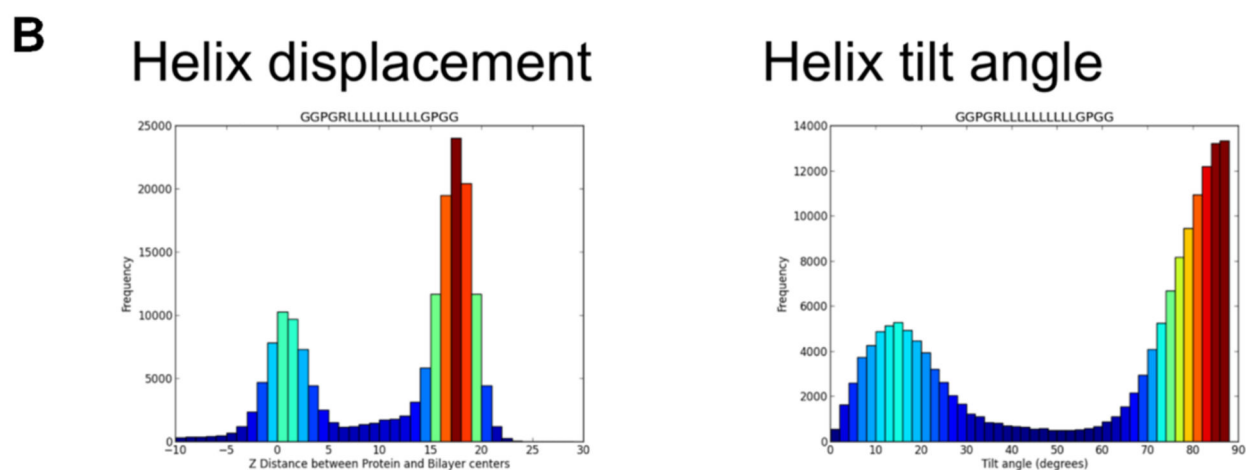 B
Helix displacement
Helix tilt angle
GGPGRLLLLLLLLLLGPGG
25000
20000
15000
10000
5000
0
Frequency
−10 −5 0 5 10 15 20 25 30
Z Distance between Protein and Bilayer centers
GGPGRLLLLLLLLLLGPGG
14000
12000
10000
8000
6000
4000
2000
0
Frequency
0 10 20 30 40 50 60 70 80 90
Tilt angle (degrees)